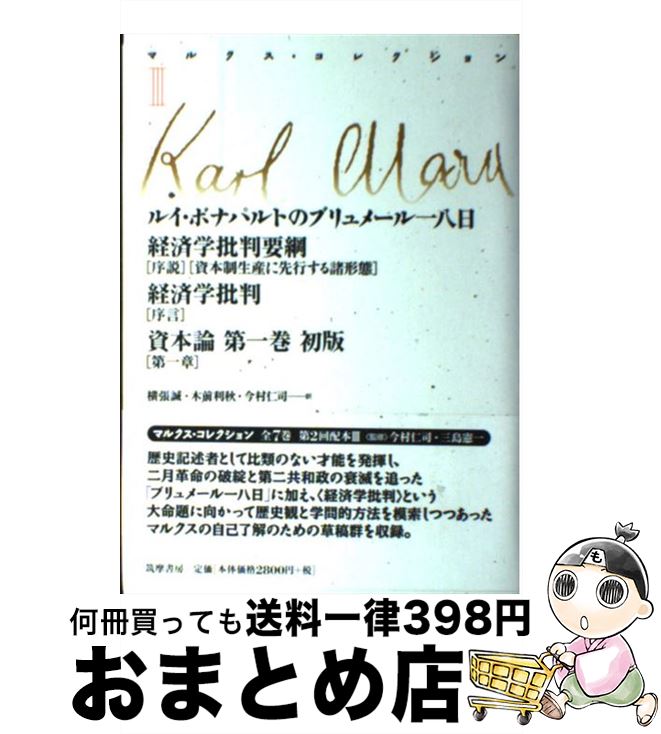 マルクス・コレクション
III
Karl Marx
ルイ・ボナパルトのブリュメール一八日
経済学批判要綱
[序説][資本制生産に先行する諸形態]
経済学批判
[序言]
資本論 第一巻 初版
[第一章]
横張誠・木前利秋・今村仁司——訳
マルクス・コレクション 全7巻 第2回配本III 〈監修〉今村仁司・三島憲一
歴史記述者として比類のない才能を発揮し、
二月革命の破綻と第二共和政の衰滅を追った
「ブリュメール一八日」に加え、〈経済学批判〉という
大命題に向かって歴史観と学問的方法を模索しつつあった
マルクスの自己了解のための草稿群を収録。
筑摩書房 定価[本体価格2800円+税]
も
何冊買っても送料一律398円
おまとめ店